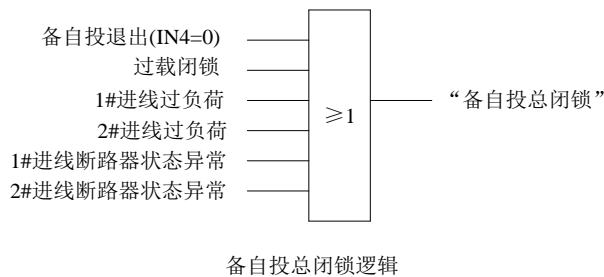 备自投退出(IN4=0)
过载闭锁
1#进线过负荷
2#进线过负荷
1#进线断路器状态异常
2#进线断路器状态异常
≥1
“备自投总闭锁”
备自投总闭锁逻辑